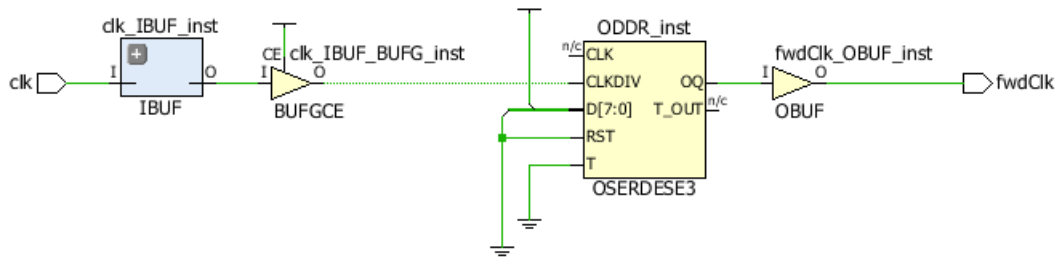 clk_IBUF_inst
ODDR_inst
CE clk_IBUF_BUFG_inst
n/c CLK
fwdClk_OBUF_inst
clk I O I O CLKDIV OQ I O fwdClk
IBUF BUFGCE D[7:0] T_OUT n/c OBUF
RST
T
OSERDESE3